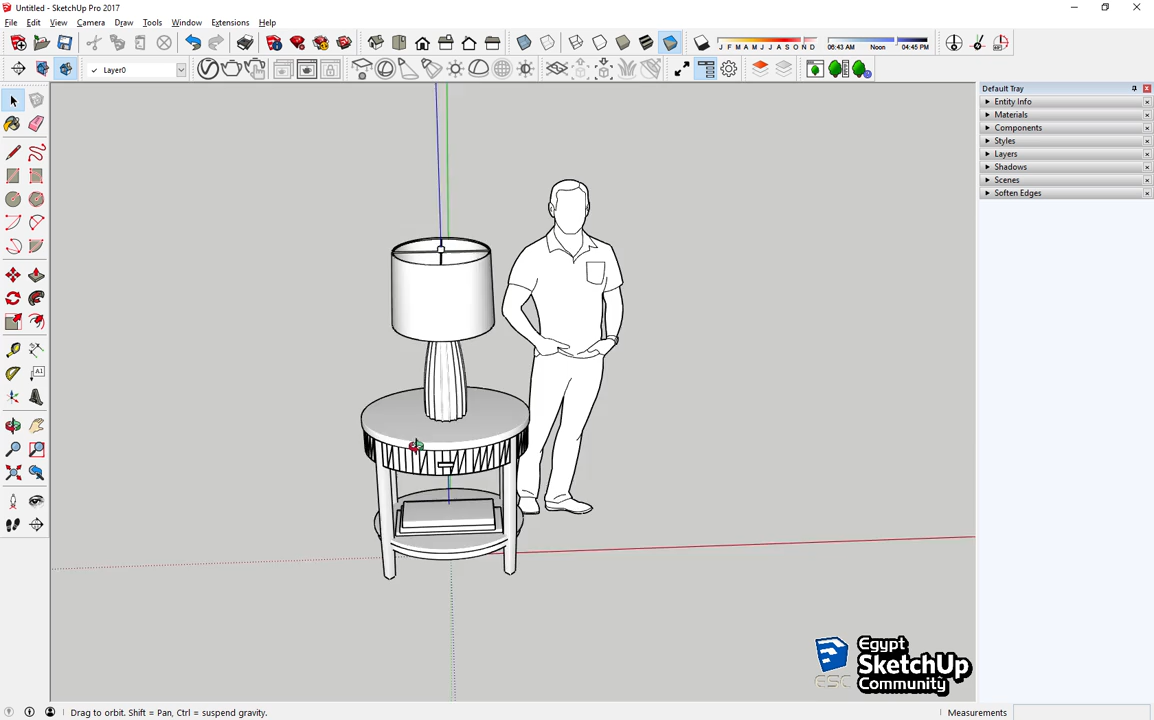 Untitled - SketchUp Pro 2017
File Edit View Camera Draw Tools Window Extensions Help
J F M A M J J A S O N D 06:43 AM Noon 04:45 PM
Layer0
Default Tray
Entity Info
Materials
Components
Styles
Layers
Shadows
Scenes
Soften Edges
A1
Egypt
SketchUp
Community
ESC
Drag to orbit. Shift = Pan, Ctrl = suspend gravity.
Measurements